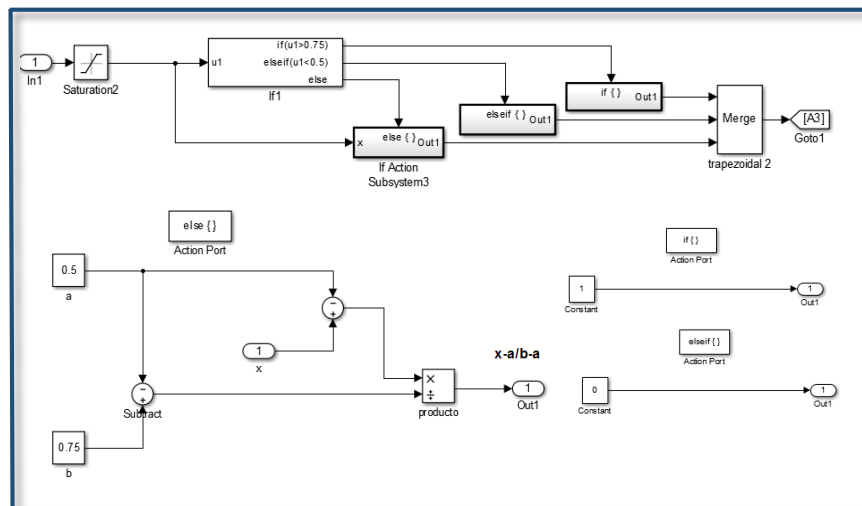 1
In1
Saturation2
u1
if(u1>0.75)
elseif(u1<0.5)
else
If1
x
else { }
Out1
If Action
Subsystem3
elseif { }
Out1
if { }
Out1
Merge
trapezoidal 2
[A3]
Goto1
else { }
Action Port
0.5
a
−
+
1
x
−
+
Subtract
0.75
b
×
÷
producto
x-a/b-a
1
Out1
if { }
Action Port
1
Constant
1
Out1
elseif { }
Action Port
0
Constant
1
Out1